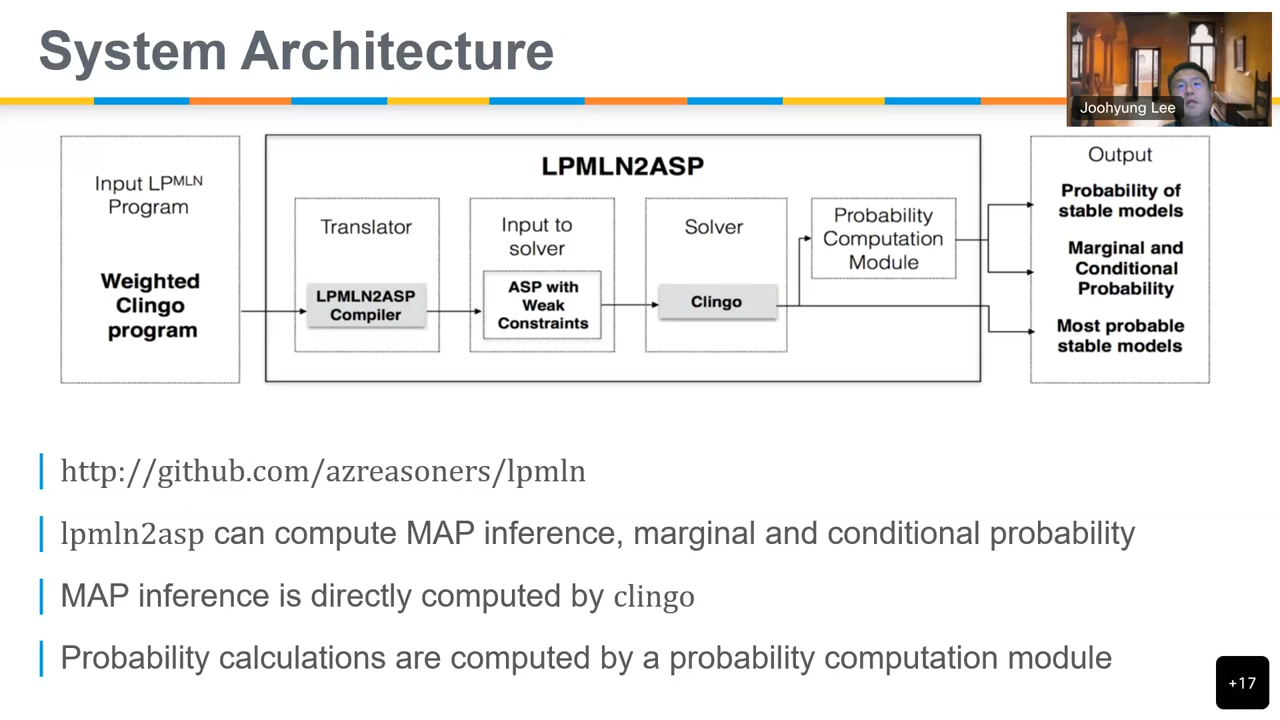 System Architecture
Joohyung Lee
Input LPMLN
Program
Weighted
Clingo
program
LPMLN2ASP
Translator
LPMLN2ASP
Compiler
Input to
solver
ASP with
Weak
Constraints
Solver
Clingo
Probability
Computation
Module
Output
Probability of
stable models
Marginal and
Conditional
Probability
Most probable
stable models
http://github.com/azreasoners/lpmln
lpmln2asp can compute MAP inference, marginal and conditional probability
MAP inference is directly computed by clingo
Probability calculations are computed by a probability computation module
+17